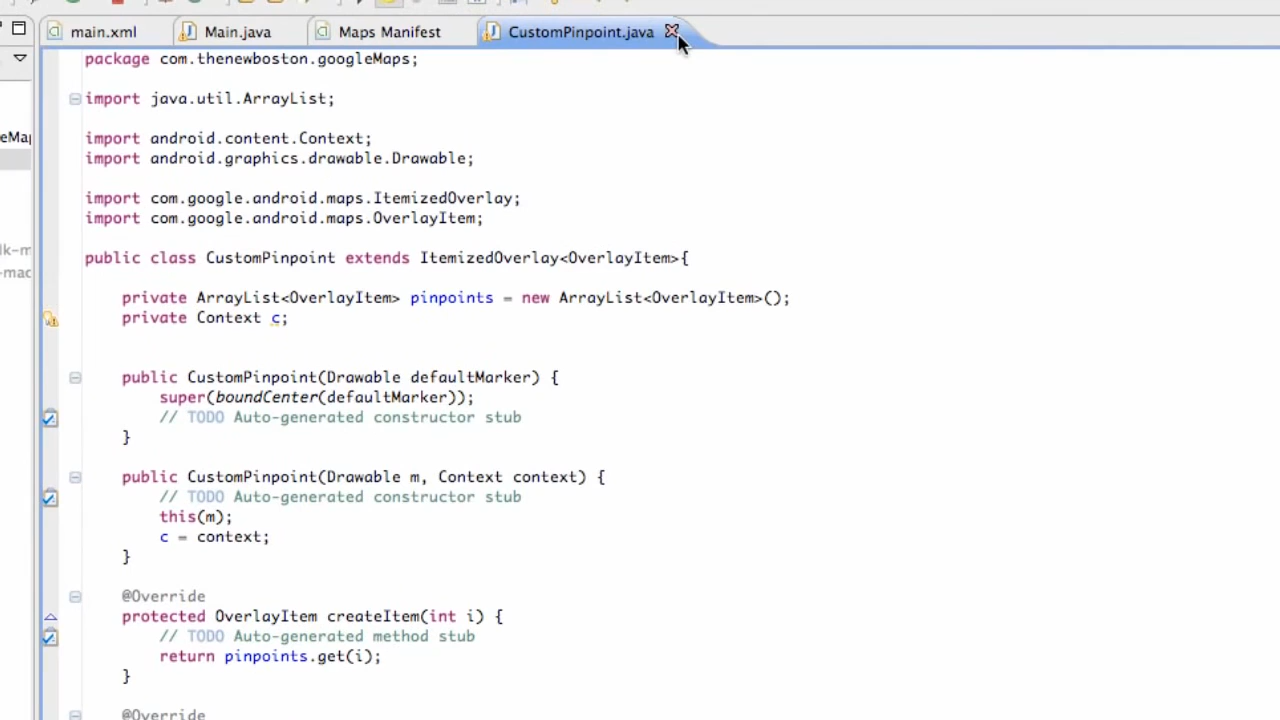 main.xml Main.java Maps Manifest CustomPinpoint.java
package com.thenewboston.googleMaps;
import java.util.ArrayList;
import android.content.Context;
import android.graphics.drawable.Drawable;
import com.google.android.maps.ItemizedOverlay;
import com.google.android.maps.OverlayItem;
public class CustomPinpoint extends ItemizedOverlay<OverlayItem>{
private ArrayList<OverlayItem> pinpoints = new ArrayList<OverlayItem>();
private Context c;
public CustomPinpoint(Drawable defaultMarker) {
super(boundCenter(defaultMarker));
// TODO Auto-generated constructor stub
}
public CustomPinpoint(Drawable m, Context context) {
// TODO Auto-generated constructor stub
this(m);
c = context;
}
@Override
protected OverlayItem createItem(int i) {
// TODO Auto-generated method stub
return pinpoints.get(i);
}
@Override